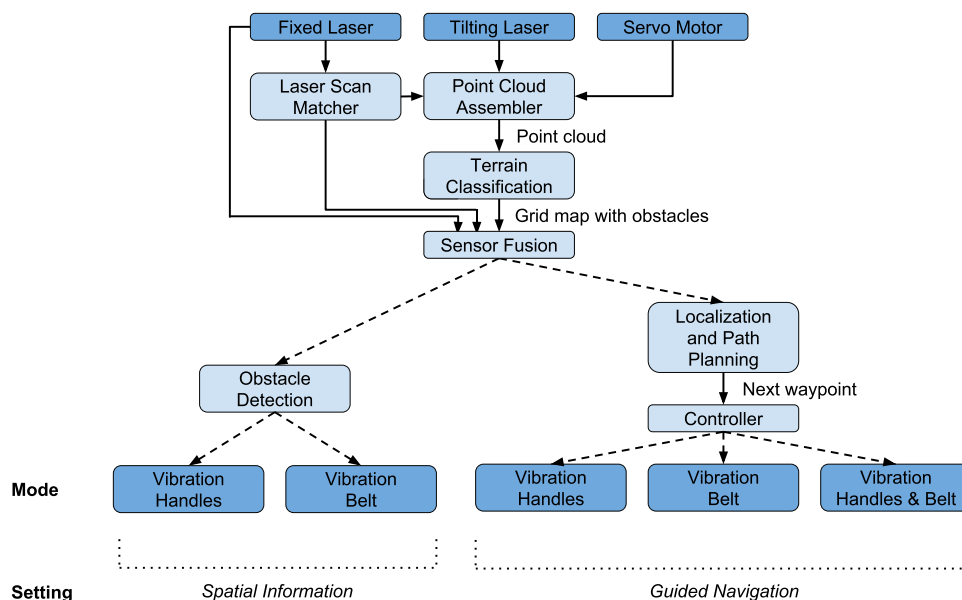 Fixed Laser
Tilting Laser
Servo Motor
Laser Scan
Matcher
Point Cloud
Assembler
Point cloud
Terrain
Classification
Grid map with obstacles
Sensor Fusion
Localization
and Path
Planning
Obstacle
Detection
Next waypoint
Controller
Mode
Vibration
Handles
Vibration
Belt
Vibration
Handles
Vibration
Belt
Vibration
Handles & Belt
Setting
Spatial Information
Guided Navigation